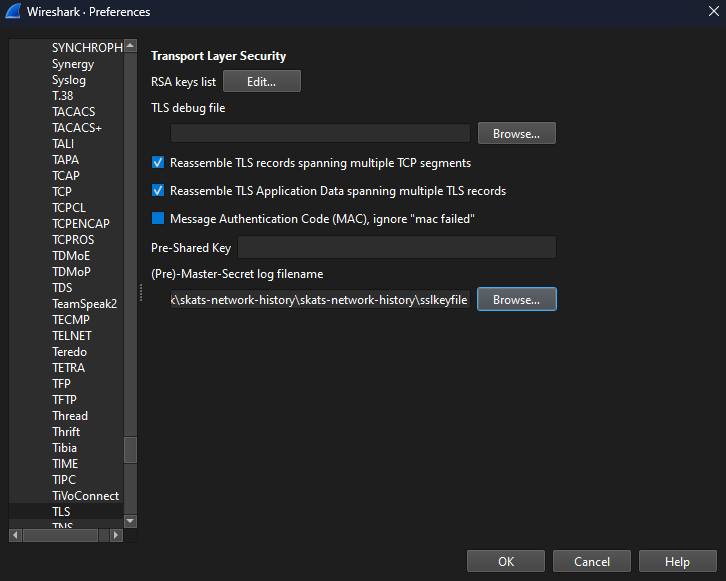 Wireshark · Preferences
SYNCHROPH
Synergy
Syslog
T.38
TACACS
TACACS+
TALI
TAPA
TCAP
TCP
TCPCL
TCPENCAP
TCPROS
TDMoE
TDMoP
TDS
TeamSpeak2
TECMP
TELNET
Teredo
TETRA
TFP
TFTP
Thread
Thrift
Tibia
TIME
TIPC
TiVoConnect
TLS
TNS
Transport Layer Security
RSA keys list Edit...
TLS debug file
Browse...
Reassemble TLS records spanning multiple TCP segments
Reassemble TLS Application Data spanning multiple TLS records
Message Authentication Code (MAC), ignore "mac failed"
Pre-Shared Key
(Pre)-Master-Secret log filename
\skats-network-history\skats-network-history\sslkeyfile Browse...
OK Cancel Help